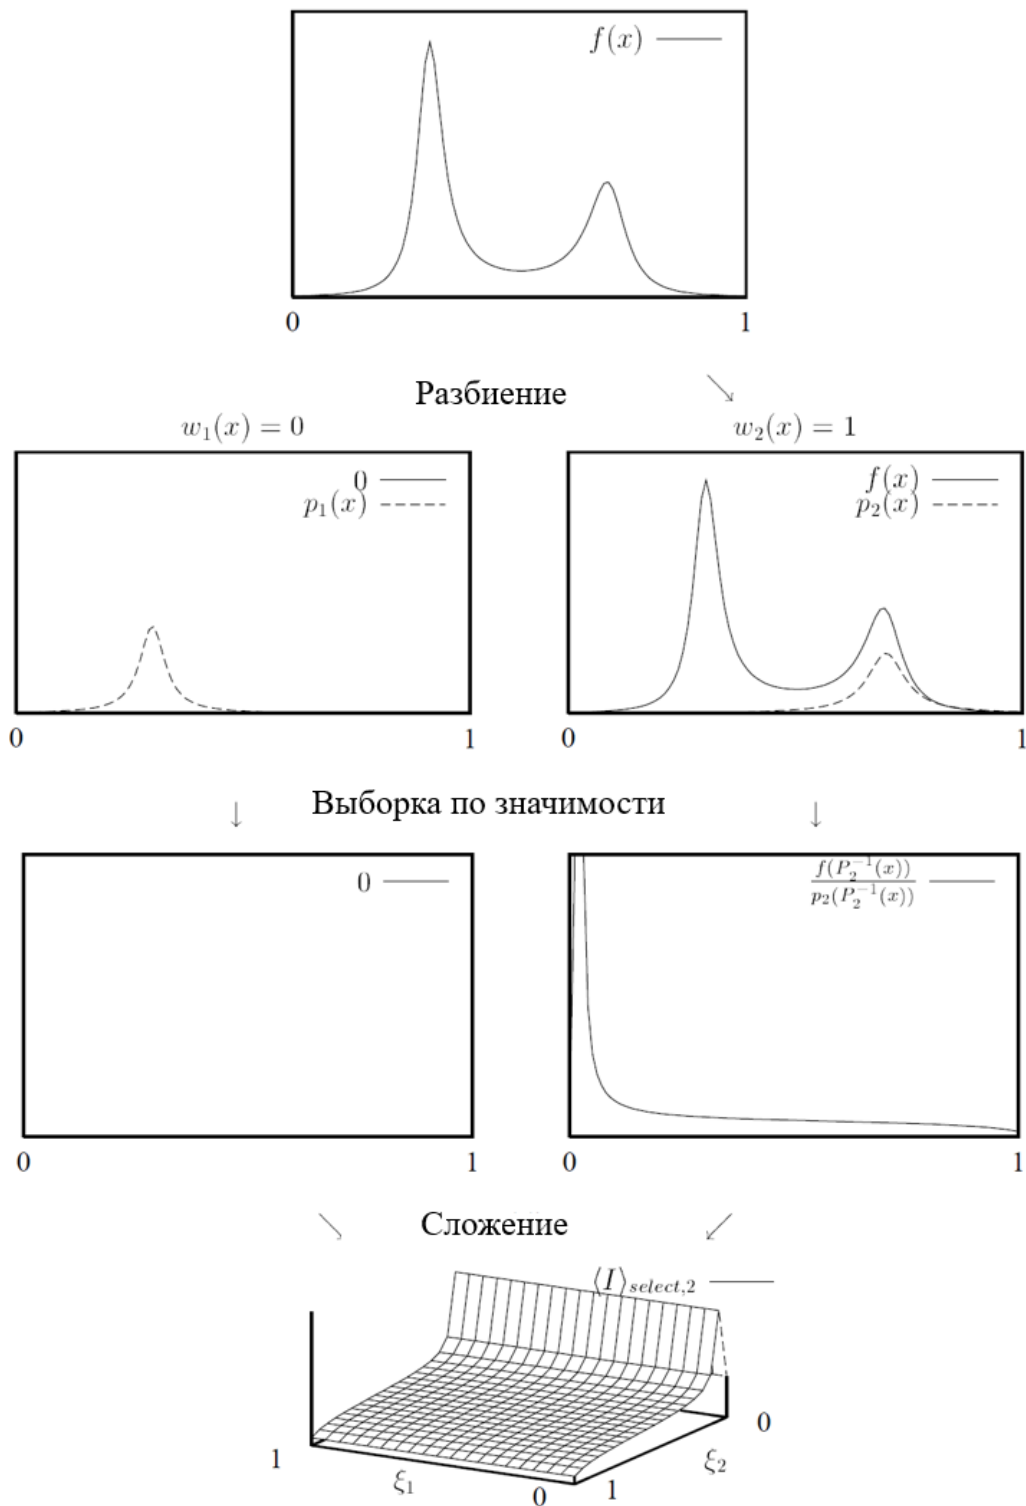 f(x)
0 1
Разбиение
w₁(x) = 0 w₂(x) = 1
0 f(x)
p₁(x) p₂(x)
0 1 0 1
Выборка по значимости
0 f(P₂⁻¹(x))
p₂(P₂⁻¹(x))
0 1 0 1
Сложение
⟨I⟩select,2
0
1 ξ₁ ξ₂
0 1